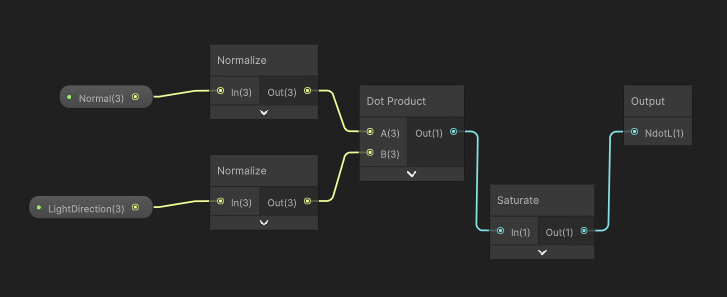 Normal(3)
Normalize
In(3) Out(3)
LightDirection(3)
Normalize
In(3) Out(3)
Dot Product
A(3) Out(1)
B(3)
Saturate
In(1) Out(1)
Output
NdotL(1)